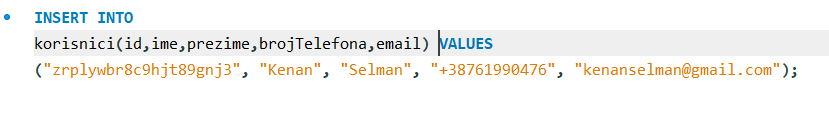 INSERT INTO
korisnici(id,ime,prezime,brojTelefona,email) VALUES
("zrplywbr8c9hjt89gnj3", "Kenan", "Selman", "+38761990476", "kenanselman@gmail.com");